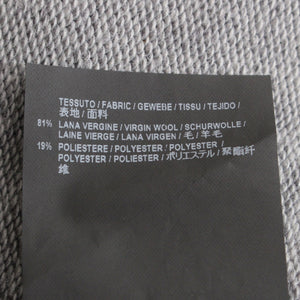 TESSUTO / FABRIC / GEWEBE / TISSU / TEJIDO /
表地 / 面料
81% LANA VERGINE / VIRGIN WOOL / SCHURWOLLE /
LAINE VIERGE / LANA VIRGEN / 毛 / 羊毛
19% POLIESTERE / POLYESTER / POLYESTER /
POLYESTER / POLIESTER / ポリエステル / 聚酯纤
维